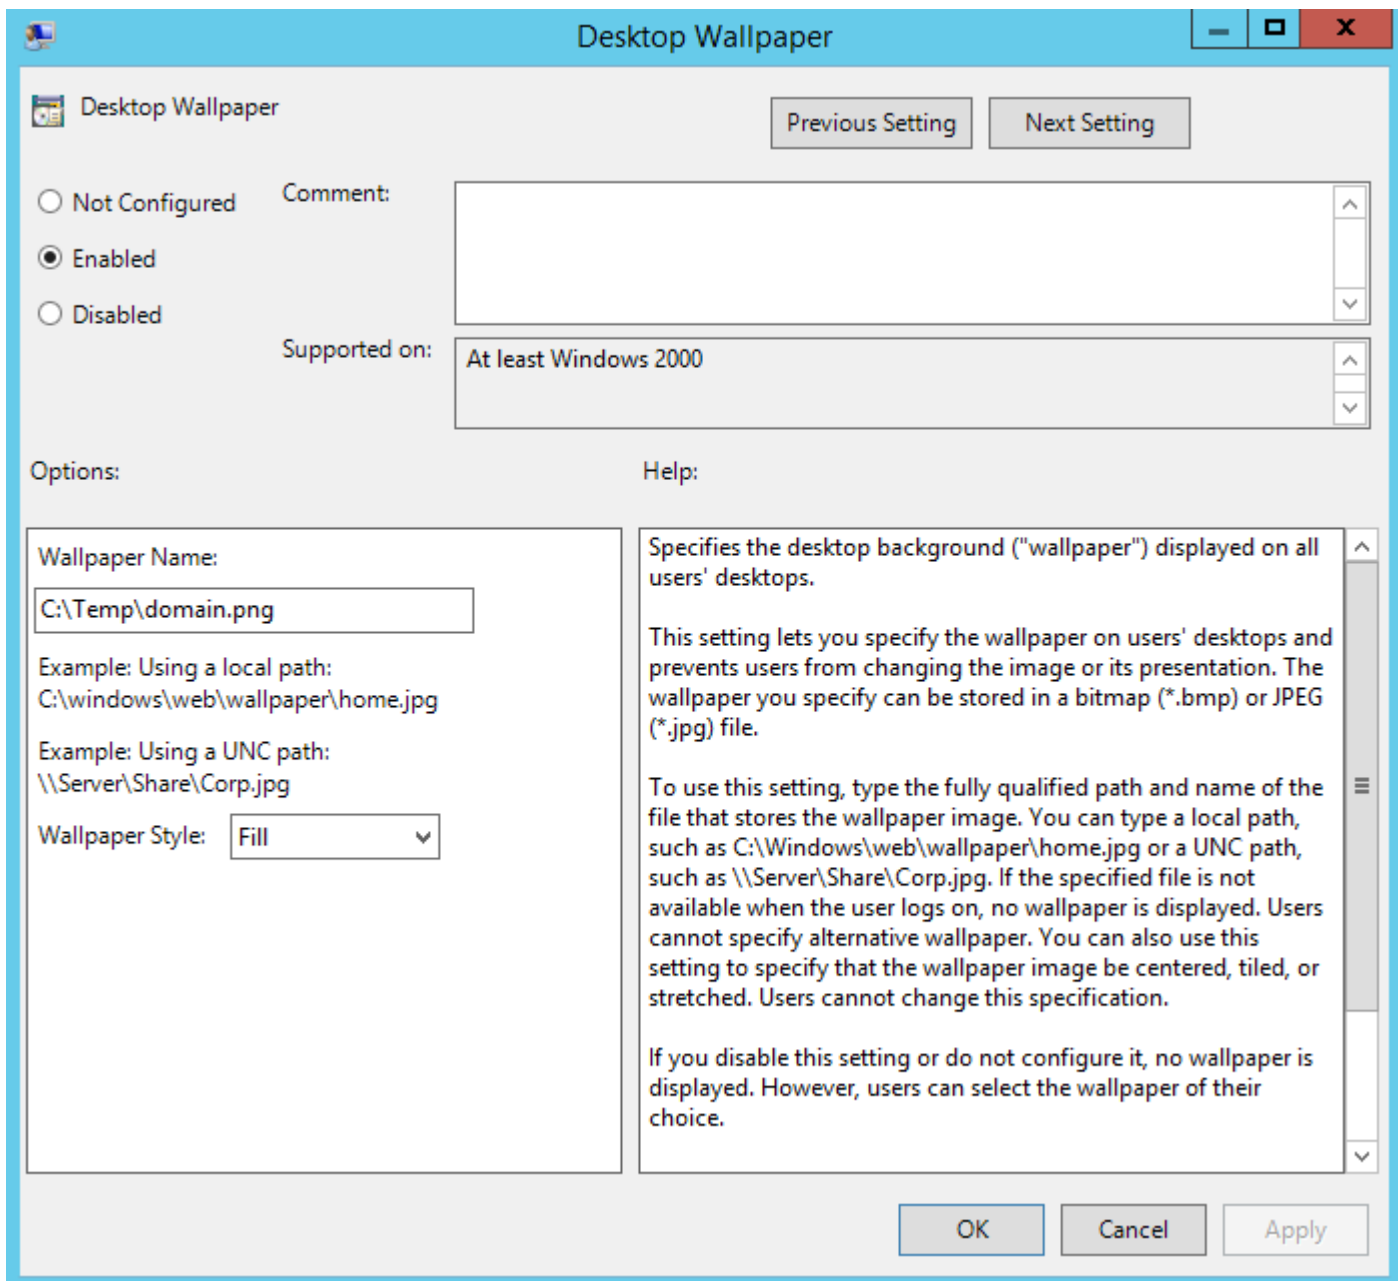 Desktop Wallpaper
Desktop Wallpaper
Previous Setting
Next Setting
Not Configured
Comment:
Enabled
Disabled
Supported on:
At least Windows 2000
Options:
Help:
Wallpaper Name:
C:\Temp\domain.png
Example: Using a local path:
C:\windows\web\wallpaper\home.jpg
Example: Using a UNC path:
\\Server\Share\Corp.jpg
Wallpaper Style:
Fill
Specifies the desktop background ("wallpaper") displayed on all
users' desktops.
This setting lets you specify the wallpaper on users' desktops and
prevents users from changing the image or its presentation. The
wallpaper you specify can be stored in a bitmap (*.bmp) or JPEG
(*.jpg) file.
To use this setting, type the fully qualified path and name of the
file that stores the wallpaper image. You can type a local path,
such as C:\Windows\web\wallpaper\home.jpg or a UNC path,
such as \\Server\Share\Corp.jpg. If the specified file is not
available when the user logs on, no wallpaper is displayed. Users
cannot specify alternative wallpaper. You can also use this
setting to specify that the wallpaper image be centered, tiled, or
stretched. Users cannot change this specification.
If you disable this setting or do not configure it, no wallpaper is
displayed. However, users can select the wallpaper of their
choice.
OK
Cancel
Apply